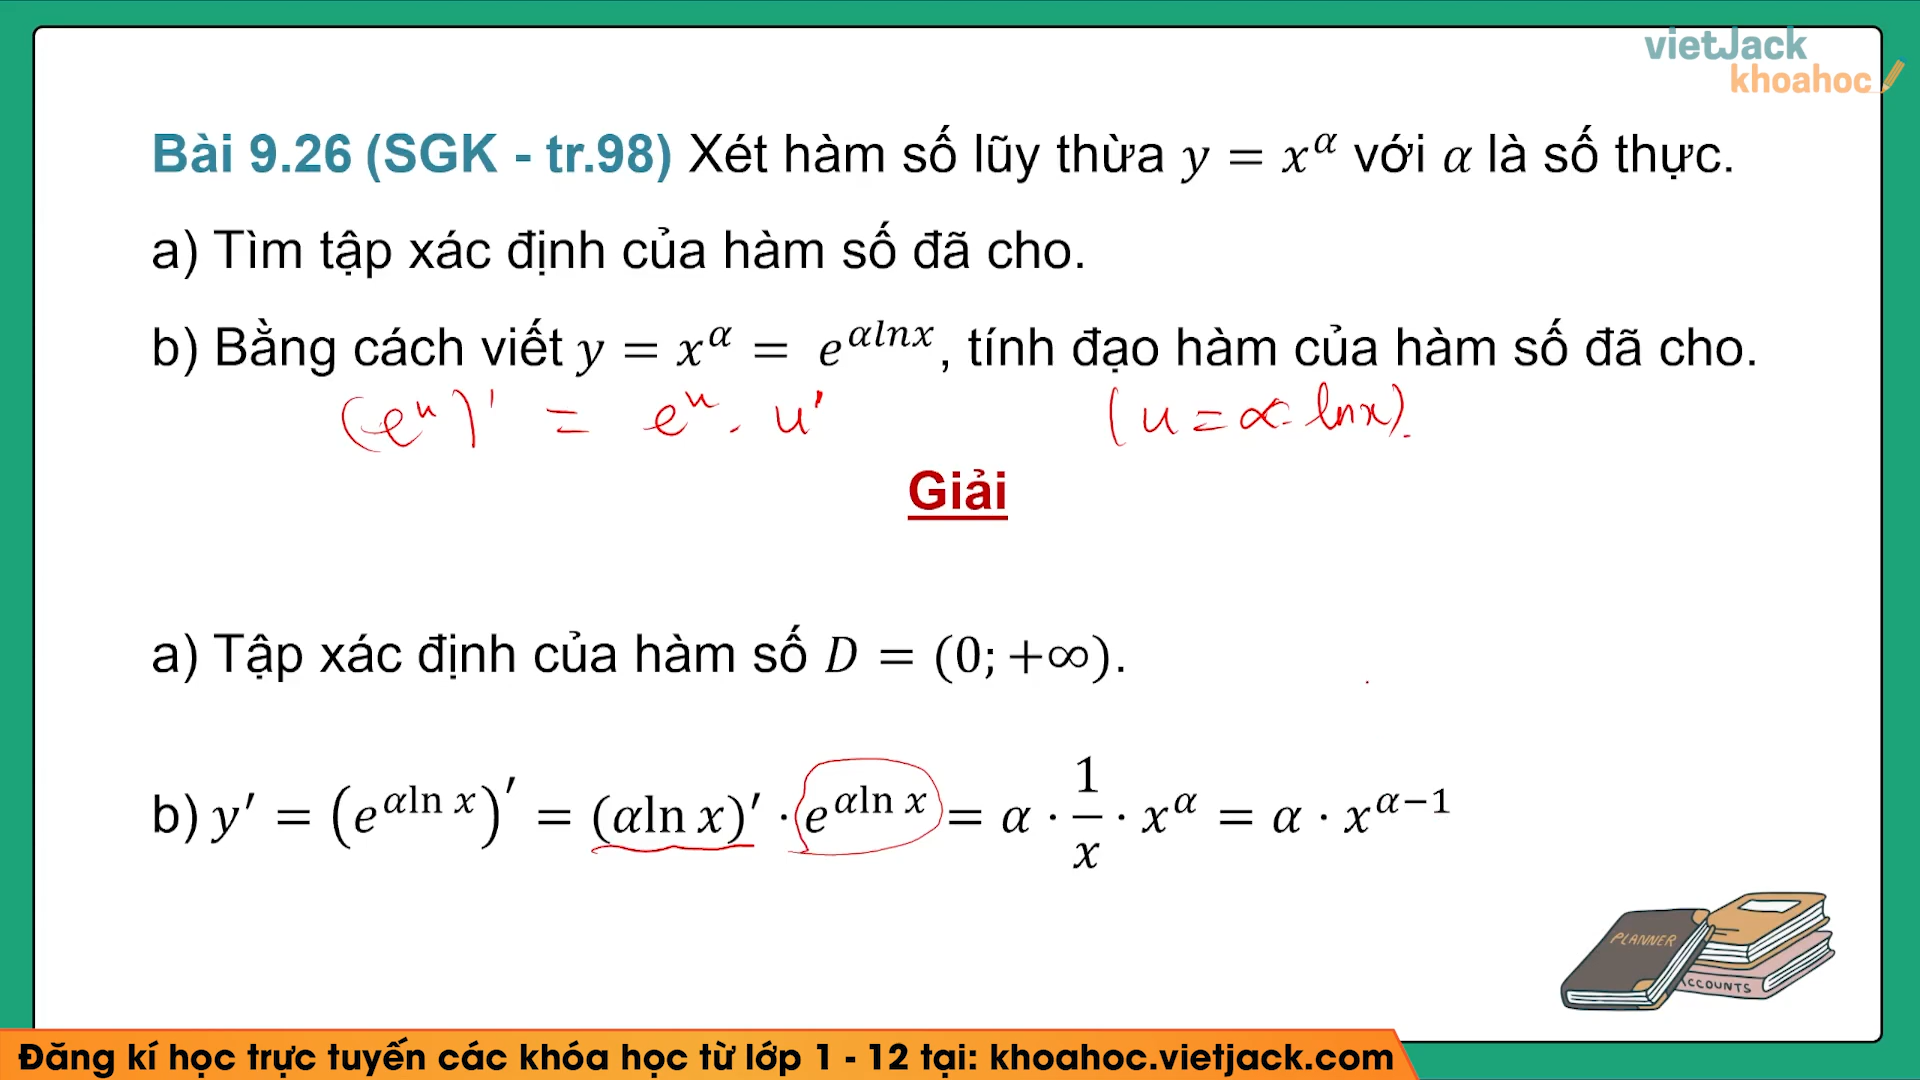 vietJack
khoahoc
Bài 9.26 (SGK - tr.98) Xét hàm số lũy thừa y = x^α với α là số thực.
a) Tìm tập xác định của hàm số đã cho.
b) Bằng cách viết y = x^α = e^{αlnx}, tính đạo hàm của hàm số đã cho.
(e^u)' = e^u . u' (u = α. lnx).
Giải
a) Tập xác định của hàm số D = (0; +∞).
b) y′ = (e^{αln x})′ = (αln x)′ · e^{αln x} = α · 1/x · x^α = α · x^{α−1}
PLANNER
ACCOUNTS
Đăng kí học trực tuyến các khóa học từ lớp 1 - 12 tại: khoahoc.vietjack.com